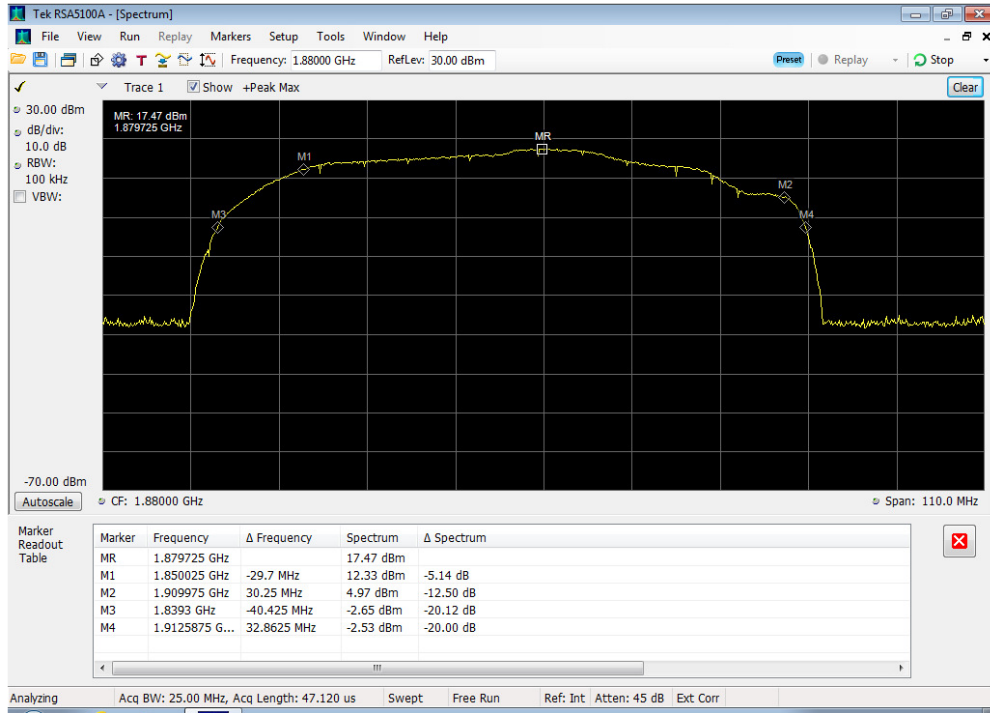 Tek RSA5100A - [Spectrum]
File View Run Replay Markers Setup Tools Window Help
T Frequency: 1.88000 GHz RefLev: 30.00 dBm Preset Replay Stop
Trace 1 Show +Peak Max Clear
30.00 dBm
dB/div:
10.0 dB
RBW:
100 kHz
VBW:
MR: 17.47 dBm
1.879725 GHz
MR
M1
M2
M3
M4
-70.00 dBm
Autoscale CF: 1.88000 GHz Span: 110.0 MHz
Marker
Readout
Table
Marker Frequency Δ Frequency Spectrum Δ Spectrum
MR 1.879725 GHz 17.47 dBm
M1 1.850025 GHz -29.7 MHz 12.33 dBm -5.14 dB
M2 1.909975 GHz 30.25 MHz 4.97 dBm -12.50 dB
M3 1.8393 GHz -40.425 MHz -2.65 dBm -20.12 dB
M4 1.9125875 G... 32.8625 MHz -2.53 dBm -20.00 dB
Analyzing Acq BW: 25.00 MHz, Acq Length: 47.120 us Swept Free Run Ref: Int Atten: 45 dB Ext Corr